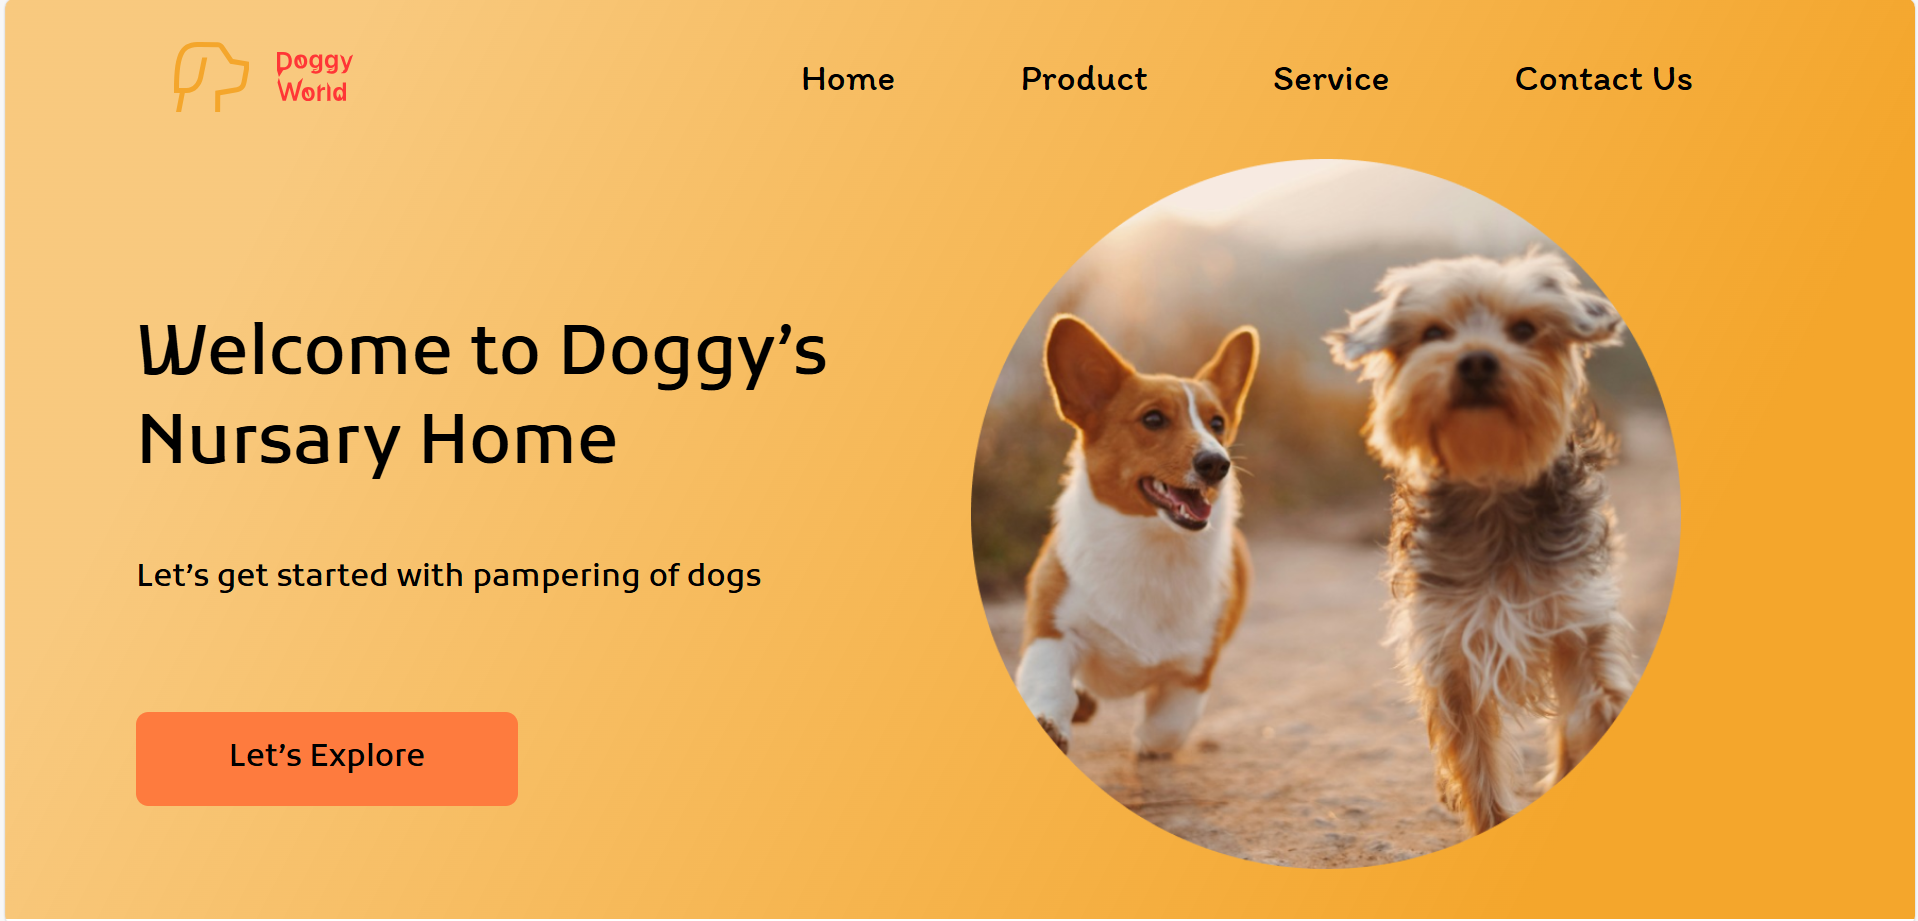 Doggy
World
Home
Product
Service
Contact Us
Welcome to Doggy’s
Nursary Home
Let’s get started with pampering of dogs
Let’s Explore